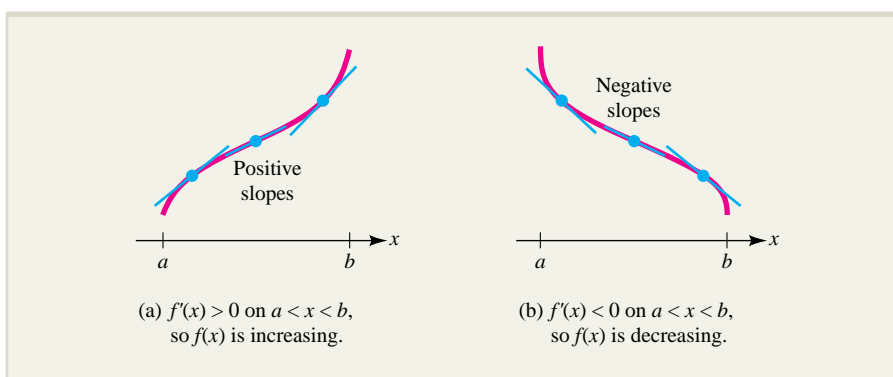 Positive
slopes
x
a
b
(a) f'(x) > 0 on a < x < b,
so f(x) is increasing.
Negative
slopes
x
a
b
(b) f'(x) < 0 on a < x < b,
so f(x) is decreasing.